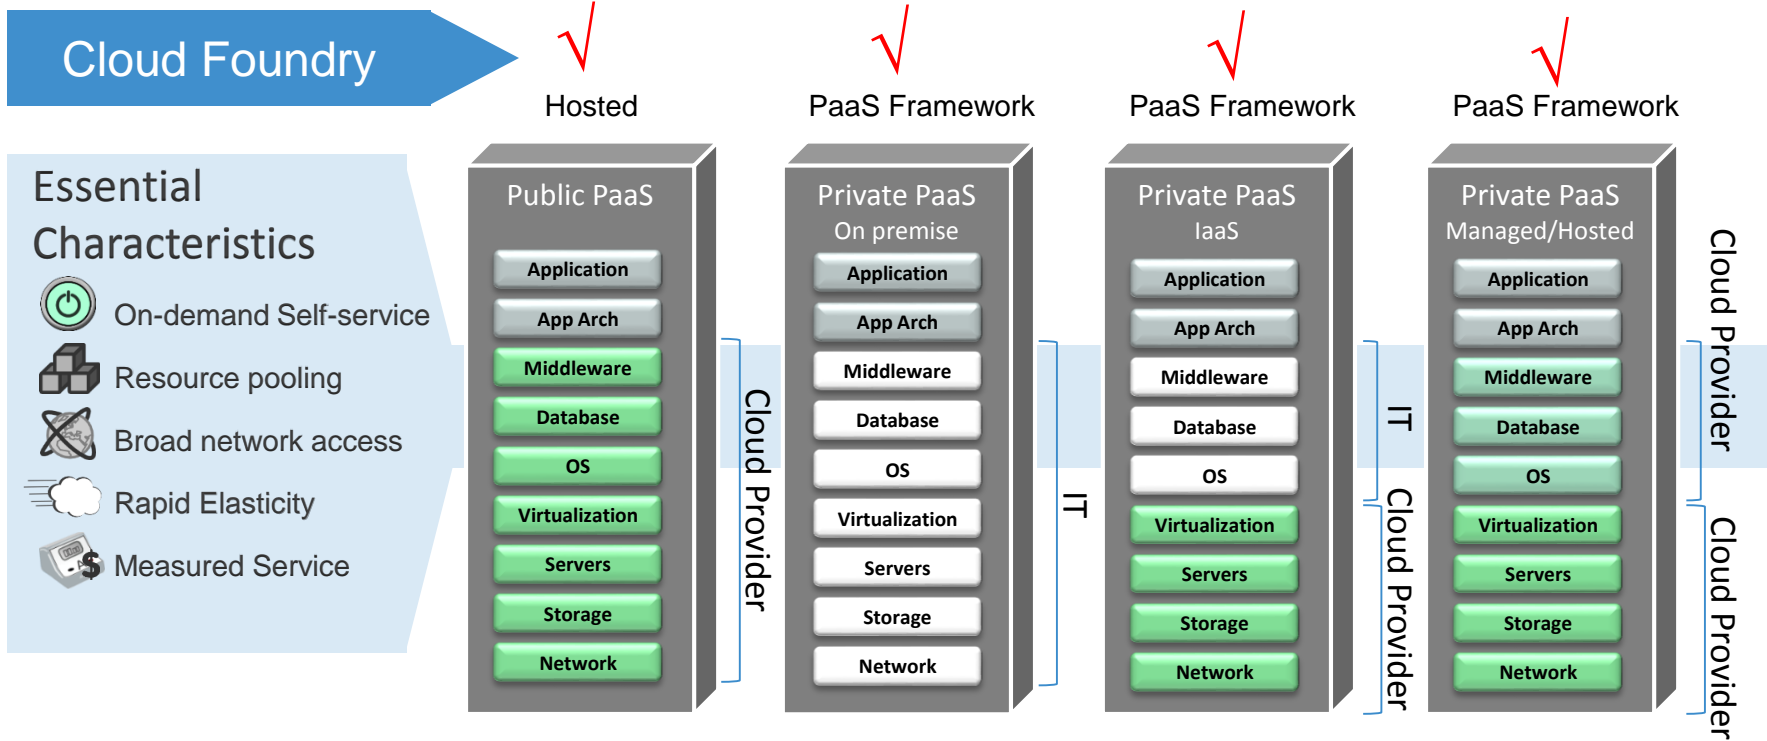 Cloud Foundry
√
√
√
√
Hosted
PaaS Framework
PaaS Framework
PaaS Framework
Essential
Characteristics
On-demand Self-service
Resource pooling
Broad network access
Rapid Elasticity
$
Measured Service
Public PaaS
Application
App Arch
Middleware
Database
OS
Virtualization
Servers
Storage
Network
Cloud Provider
Private PaaS
On premise
Application
App Arch
Middleware
Database
OS
Virtualization
Servers
Storage
Network
IT
Private PaaS
IaaS
Application
App Arch
Middleware
Database
OS
Virtualization
Servers
Storage
Network
IT
Cloud Provider
Private PaaS
Managed/Hosted
Application
App Arch
Middleware
Database
OS
Virtualization
Servers
Storage
Network
Cloud Provider
Cloud Provider